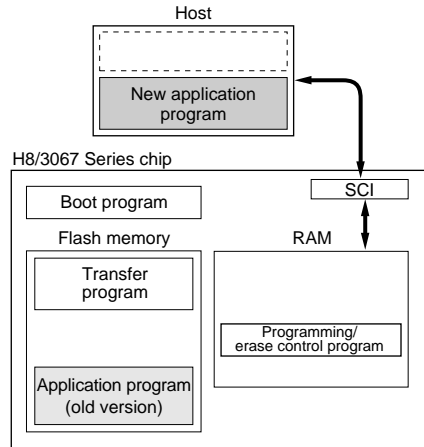 Host
New application
program
H8/3067 Series chip
SCI
Boot program
Flash memory
RAM
Transfer
program
Programming/
erase control program
Application program
(old version)